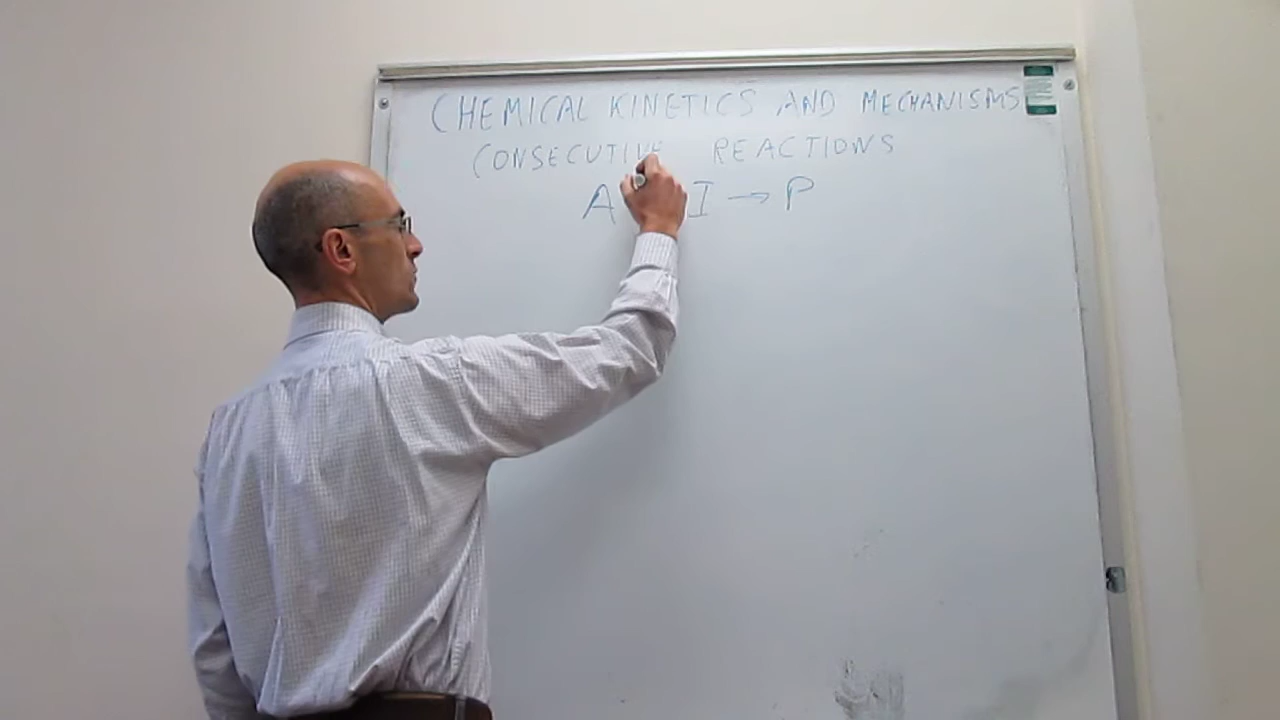 CHEMICAL KINETICS AND MECHANISMS
CONSECUTIVE REACTIONS
A I → P